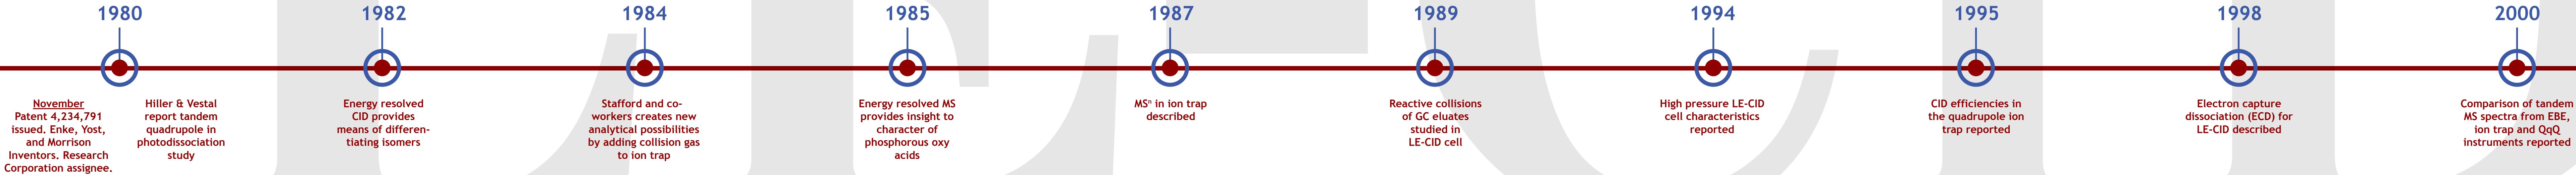 1980
November
Patent 4,234,791
issued. Enke, Yost,
and Morrison
Inventors. Research
Corporation assignee.
Hiller & Vestal
report tandem
quadrupole in
photodissociation
study
1982
Energy resolved
CID provides
means of differen-
tiating isomers
1984
Stafford and co-
workers creates new
analytical possibilities
by adding collision gas
to ion trap
1985
Energy resolved MS
provides insight to
character of
phosphorous oxy
acids
1987
MSⁿ in ion trap
described
1989
Reactive collisions
of GC eluates
studied in
LE-CID cell
1994
High pressure LE-CID
cell characteristics
reported
1995
CID efficiencies in
the quadrupole ion
trap reported
1998
Electron capture
dissociation (ECD) for
LE-CID described
2000
Comparison of tandem
MS spectra from EBE,
ion trap and QqQ
instruments reported